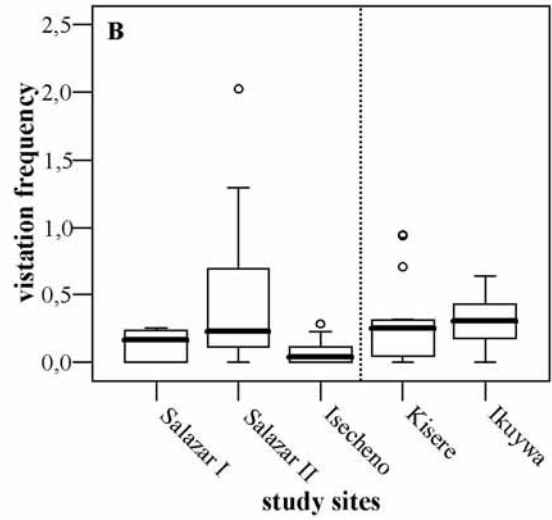 B
2,5
2,0
1,5
1,0
0,5
0,0
vistation frequency
Salazar I
Salazar II
Isecheno
Kisere
Ikuywa
study sites